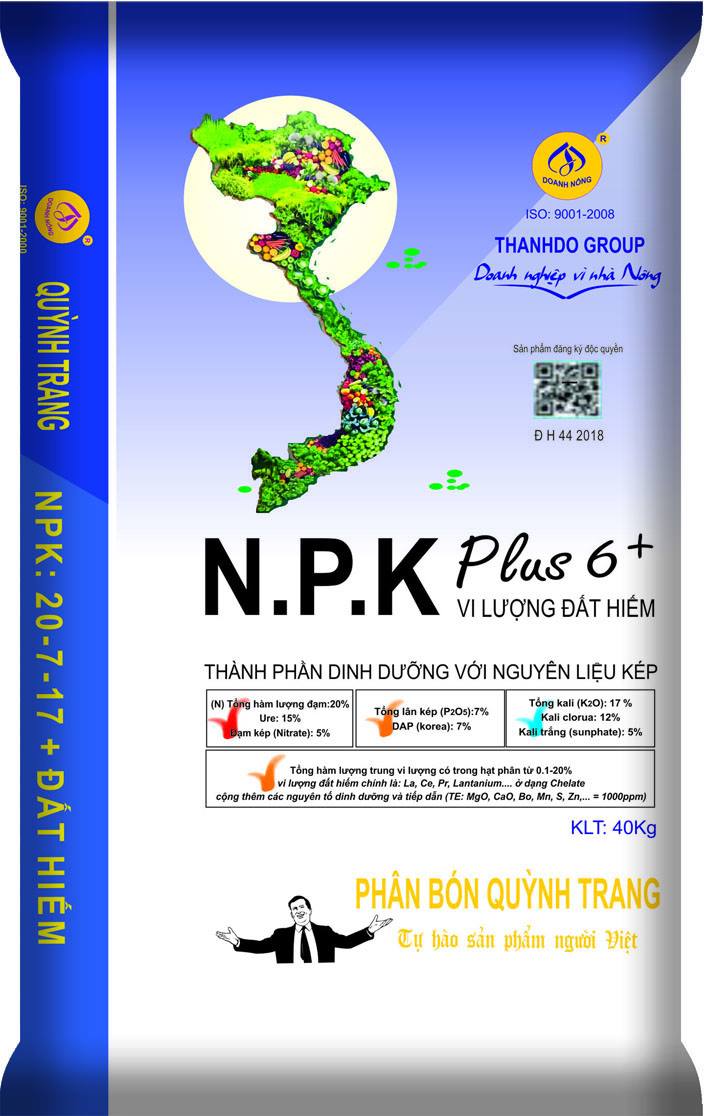 DOANH NÔNG
R
ISO: 9001-2000
QUỲNH TRANG
NPK: 20-7-17 + ĐẤT HIẾM
R
DOANH NÔNG
ISO: 9001-2008
THANHDO GROUP
Doanh nghiệp vì nhà Nông
Sản phẩm đăng ký độc quyền
Đ H 44 2018
N.P.K Plus 6+
VI LƯỢNG ĐẤT HIẾM
THÀNH PHẦN DINH DƯỠNG VỚI NGUYÊN LIỆU KÉP
(N) Tổng hàm lượng đạm:20%
Ure: 15%
Đạm kép (Nitrate): 5%
Tổng lân kép (P2O5):7%
DAP (korea): 7%
Tổng kali (K2O): 17 %
Kali clorua: 12%
Kali trắng (sunphate): 5%
Tổng hàm lượng trung vi lượng có trong hạt phân từ 0.1-20%
vi lượng đất hiếm chính là: La, Ce, Pr, Lantanium.... ở dạng Chelate
cộng thêm các nguyên tố dinh dưỡng và tiếp dẫn (TE: MgO, CaO, Bo, Mn, S, Zn,... = 1000ppm)
KLT: 40Kg
PHÂN BÓN QUỲNH TRANG
Tự hào sản phẩm người Việt